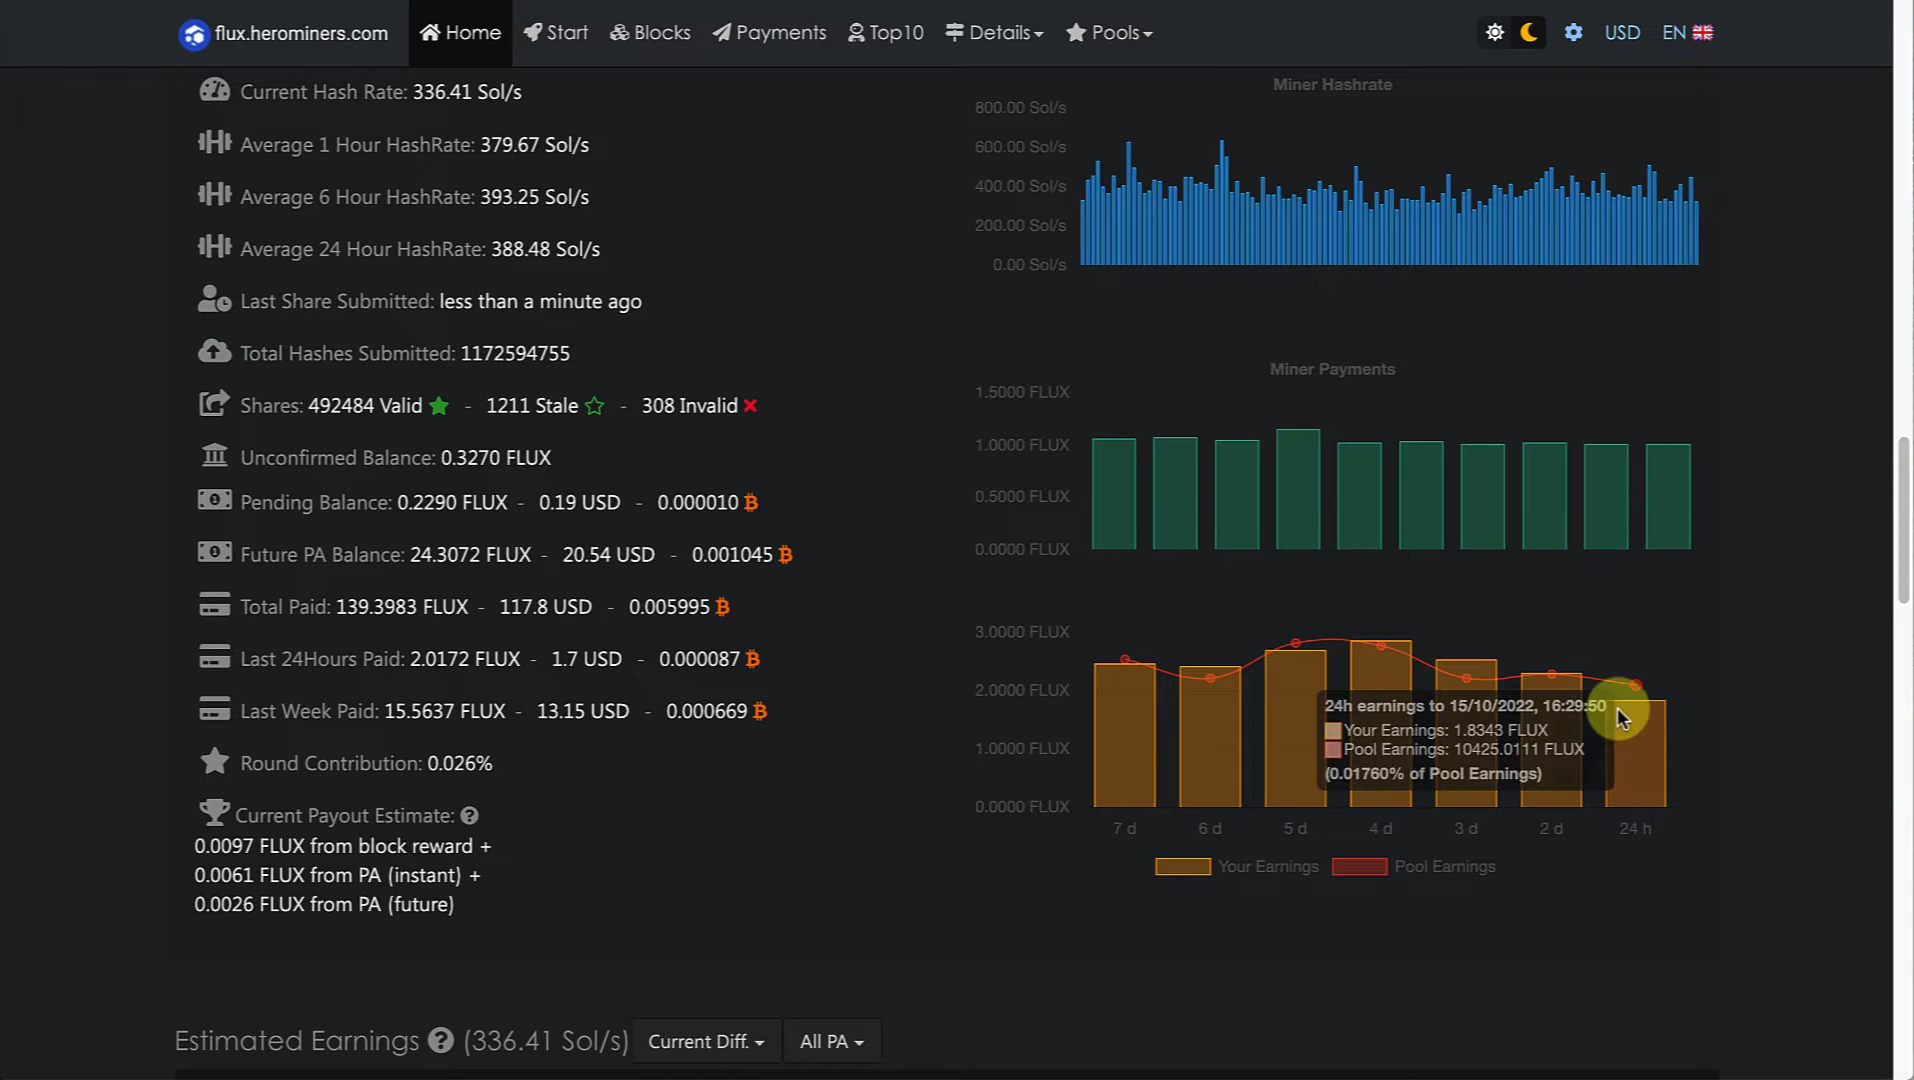 flux.herominers.com Home Start Blocks Payments Top10 Details Pools USD EN
Current Hash Rate: 336.41 Sol/s
Average 1 Hour HashRate: 379.67 Sol/s
Average 6 Hour HashRate: 393.25 Sol/s
Average 24 Hour HashRate: 388.48 Sol/s
Last Share Submitted: less than a minute ago
Total Hashes Submitted: 1172594755
Shares: 492484 Valid - 1211 Stale - 308 Invalid
Unconfirmed Balance: 0.3270 FLUX
Pending Balance: 0.2290 FLUX - 0.19 USD - 0.000010
Future PA Balance: 24.3072 FLUX - 20.54 USD - 0.001045
Total Paid: 139.3983 FLUX - 117.8 USD - 0.005995
Last 24Hours Paid: 2.0172 FLUX - 1.7 USD - 0.000087
Last Week Paid: 15.5637 FLUX - 13.15 USD - 0.000669
Round Contribution: 0.026%
Current Payout Estimate:
0.0097 FLUX from block reward +
0.0061 FLUX from PA (instant) +
0.0026 FLUX from PA (future)
Miner Hashrate
800.00 Sol/s
600.00 Sol/s
400.00 Sol/s
200.00 Sol/s
0.00 Sol/s
Miner Payments
1.5000 FLUX
1.0000 FLUX
0.5000 FLUX
0.0000 FLUX
3.0000 FLUX
2.0000 FLUX
1.0000 FLUX
0.0000 FLUX
24h earnings to 15/10/2022, 16:29:50
Your Earnings: 1.8343 FLUX
Pool Earnings: 10425.0111 FLUX
(0.01760% of Pool Earnings)
7 d 6 d 5 d 4 d 3 d 2 d 24 h
Your Earnings Pool Earnings
Estimated Earnings (336.41 Sol/s) Current Diff. All PA